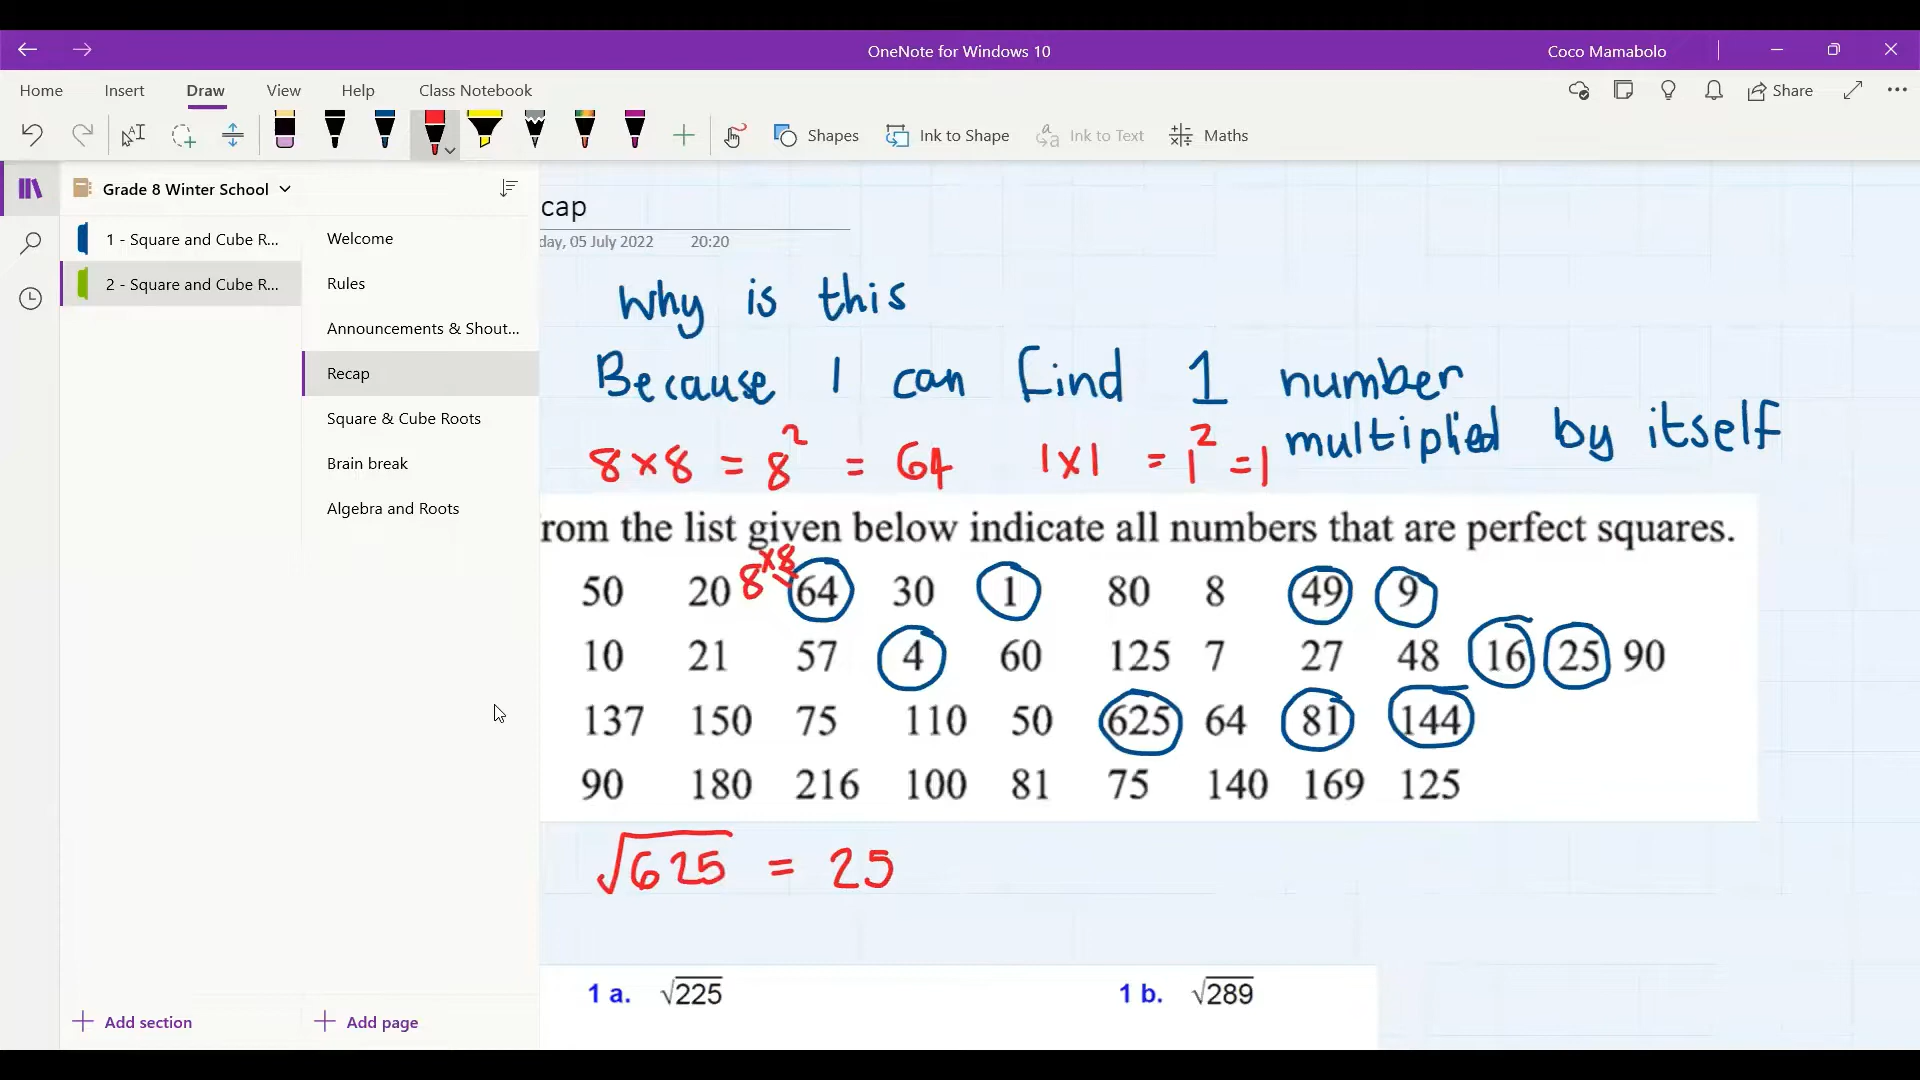 OneNote for Windows 10
Coco Mamabolo
Home Insert Draw View Help Class Notebook
Share
Shapes Ink to Shape Ink to Text Maths
Grade 8 Winter School
1 - Square and Cube R...
2 - Square and Cube R...
Welcome
Rules
Announcements & Shout...
Recap
Square & Cube Roots
Brain break
Algebra and Roots
Add section
Add page
cap
day, 05 July 2022 20:20
Why is this
Because I can find 1 number
multiplied by itself
8 × 8 = 8² = 64 1 × 1 = 1² = 1
rom the list given below indicate all numbers that are perfect squares.
8 × 8
50 20 64 30 1 80 8 49 9
10 21 57 4 60 125 7 27 48 16 25 90
137 150 75 110 50 625 64 81 144
90 180 216 100 81 75 140 169 125
√625 = 25
1 a. √225 1 b. √289